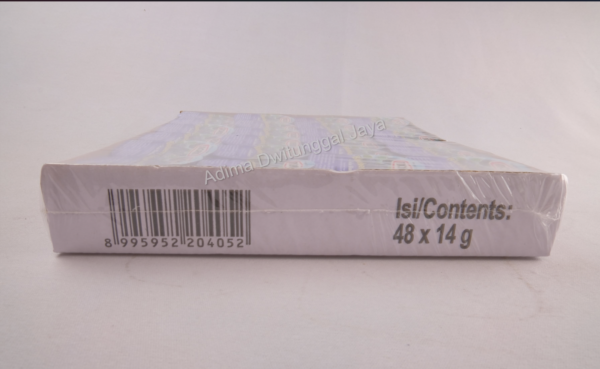 Adima Dwitunggal Jaya
Isi/Contents:
48 x 14 g
8 995952 204052